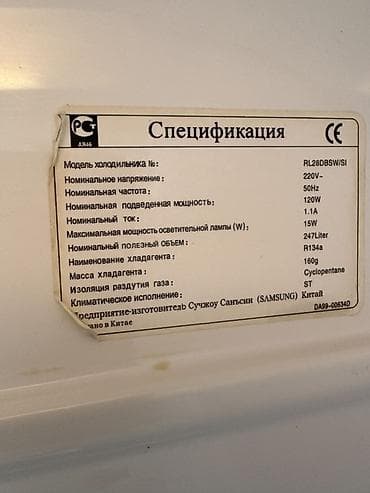 РСТ
АЯ46
Спецификация
CE
Модель холодильника №: RL28DBSW/SI
Номинальное напряжение: 220V~
Номинальная частота: 50Hz
Номинальная подведенная мощность: 120W
Номинальный ток: 1.1A
Максимальная мощность осветительной лампы (W): 15W
Номинальный полезный объем: 247Liter
Наименование хладагента: R134a
Масса хладагента: 160g
Изоляция раздутия газа: Cyclopentane
Климатическое исполнение: ST
Предприятие-изготовитель Сучжоу Санъсин (SAMSUNG) Китай
в Китае
DA99-00634D